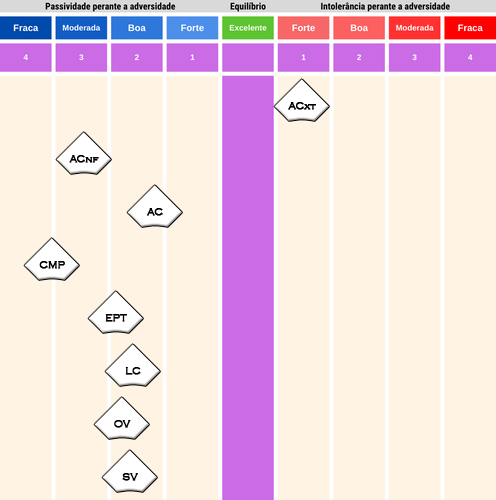 Passividade perante a adversidade Equilíbrio Intolerância perante a adversidade
Fraca Moderada Boa Forte Excelente Forte Boa Moderada Fraca
4 3 2 1 1 2 3 4
ACXT
ACNF
AC
CMP
EPT
LC
OV
SV